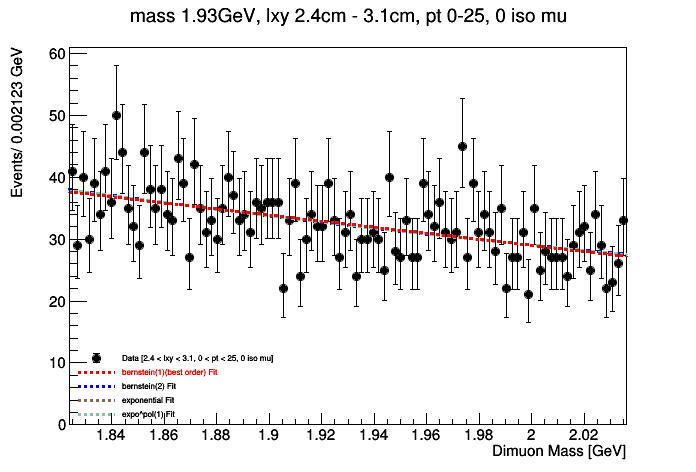 mass 1.93GeV, lxy 2.4cm - 3.1cm, pt 0-25, 0 iso mu
Events/ 0.002123 GeV
60
50
40
30
20
10
0
Data [2.4 < lxy < 3.1, 0 < pt < 25, 0 iso mu]
bernstein(1)(best order) Fit
bernstein(2) Fit
exponential Fit
expo*pol(1) Fit
1.84 1.86 1.88 1.9 1.92 1.94 1.96 1.98 2 2.02
Dimuon Mass [GeV]